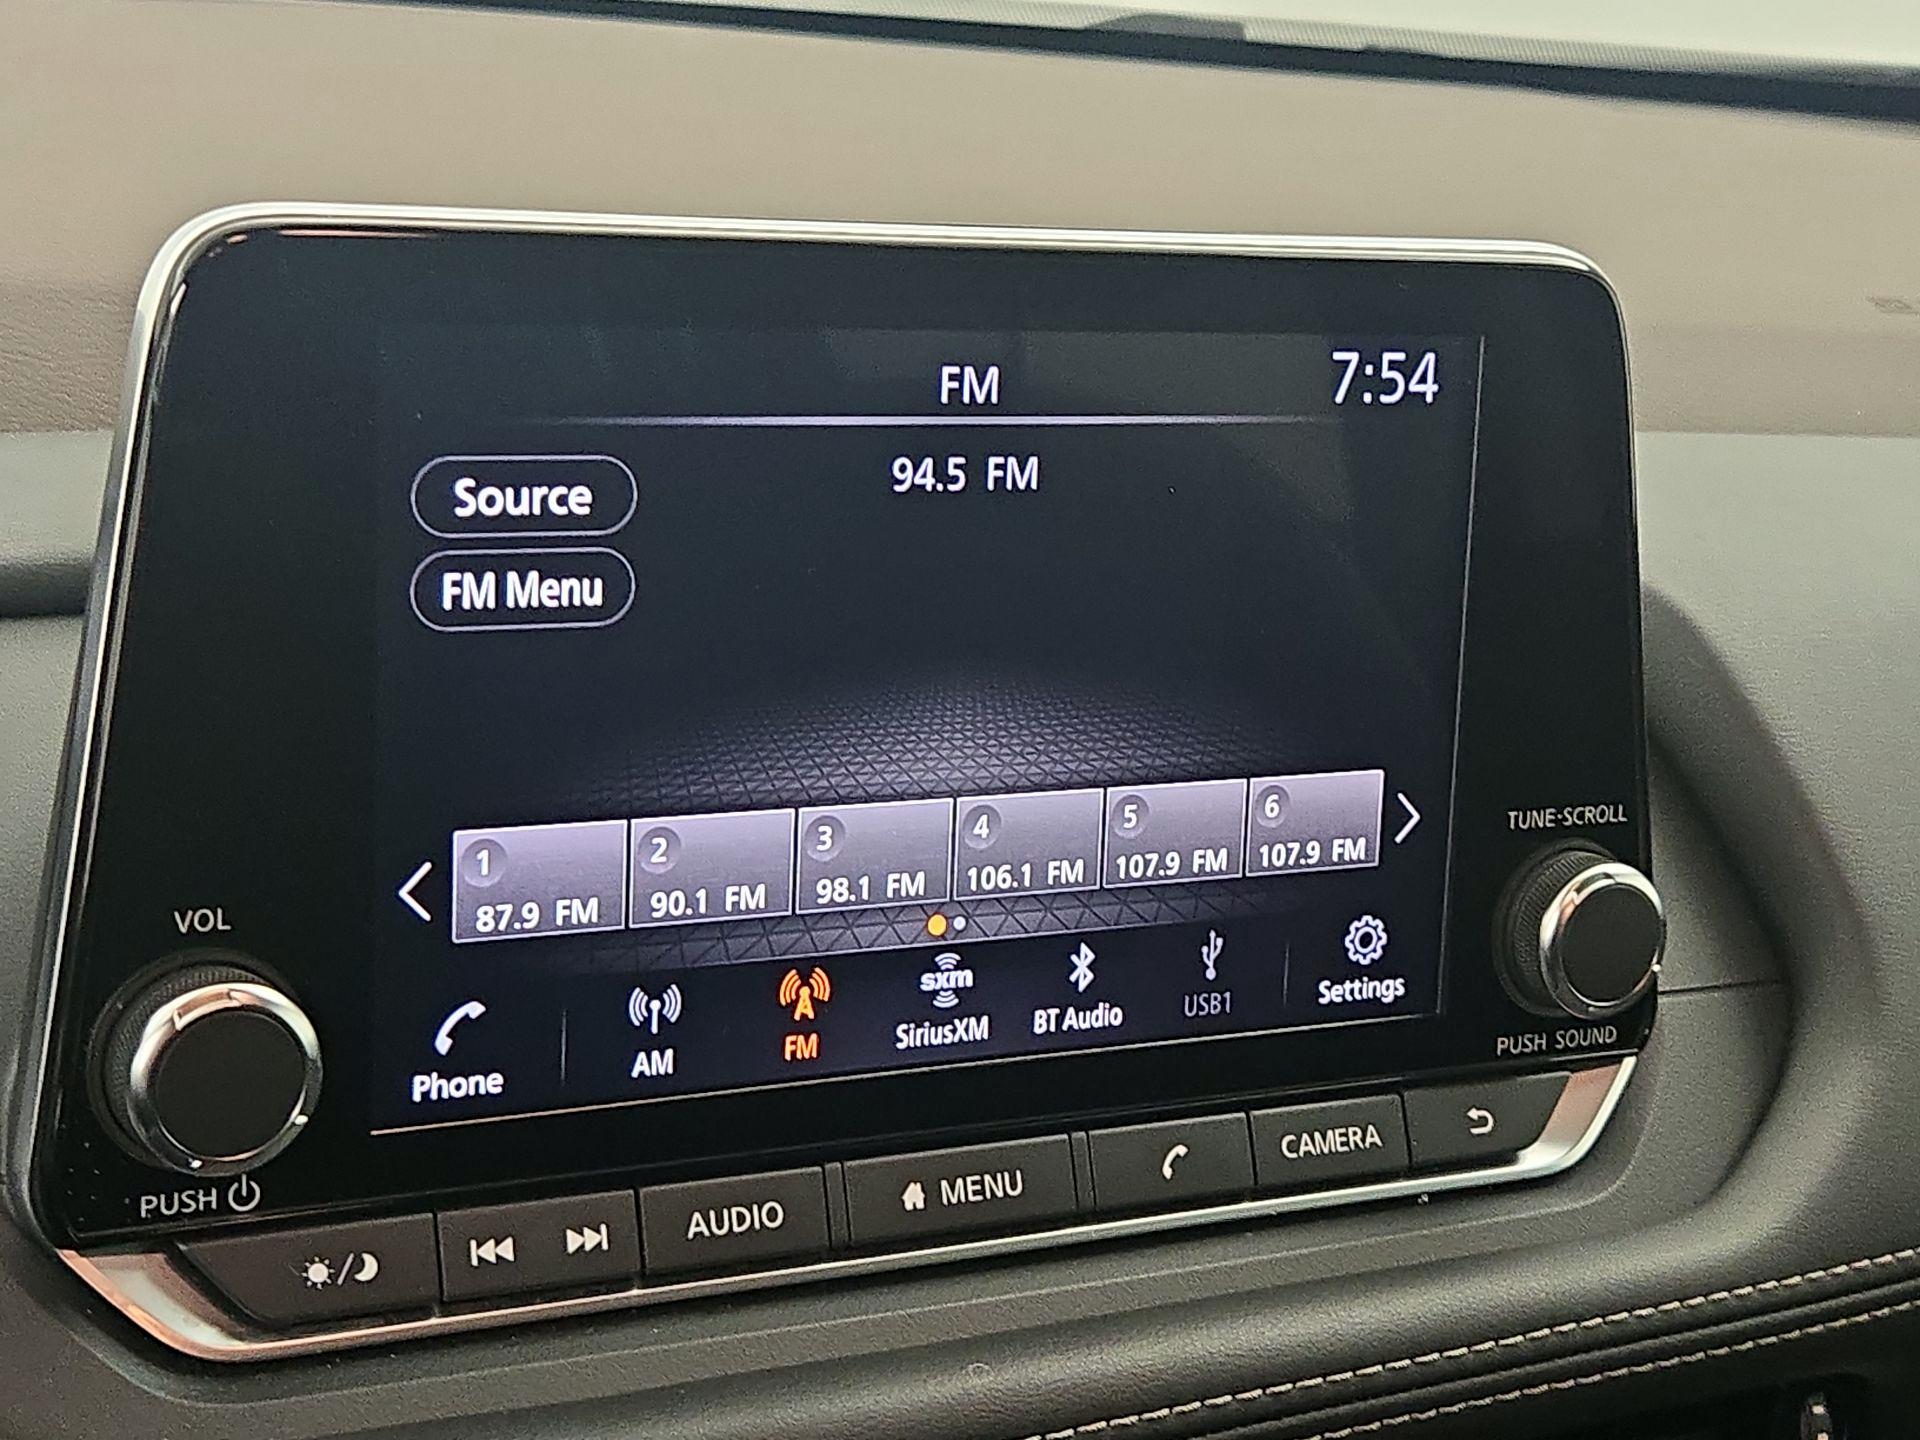 FM
7:54
94.5 FM
Source
FM Menu
1
87.9 FM
2
90.1 FM
3
98.1 FM
4
106.1 FM
5
107.9 FM
6
107.9 FM
Phone
AM
FM
sxm
SiriusXM
BT Audio
USB1
Settings
VOL
PUSH
TUNE·SCROLL
PUSH SOUND
AUDIO
MENU
CAMERA